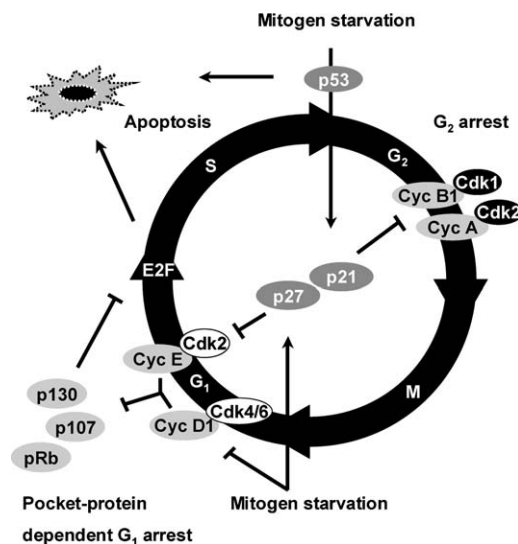 Mitogen starvation
p53
Apoptosis
G₂ arrest
S
G₂
Cdk1
Cyc B1
Cdk2
Cyc A
E2F
p21
p27
Cdk2
Cyc E
G₁
Cdk4/6
M
p130
Cyc D1
p107
pRb
Pocket-protein
dependent G₁ arrest
Mitogen starvation